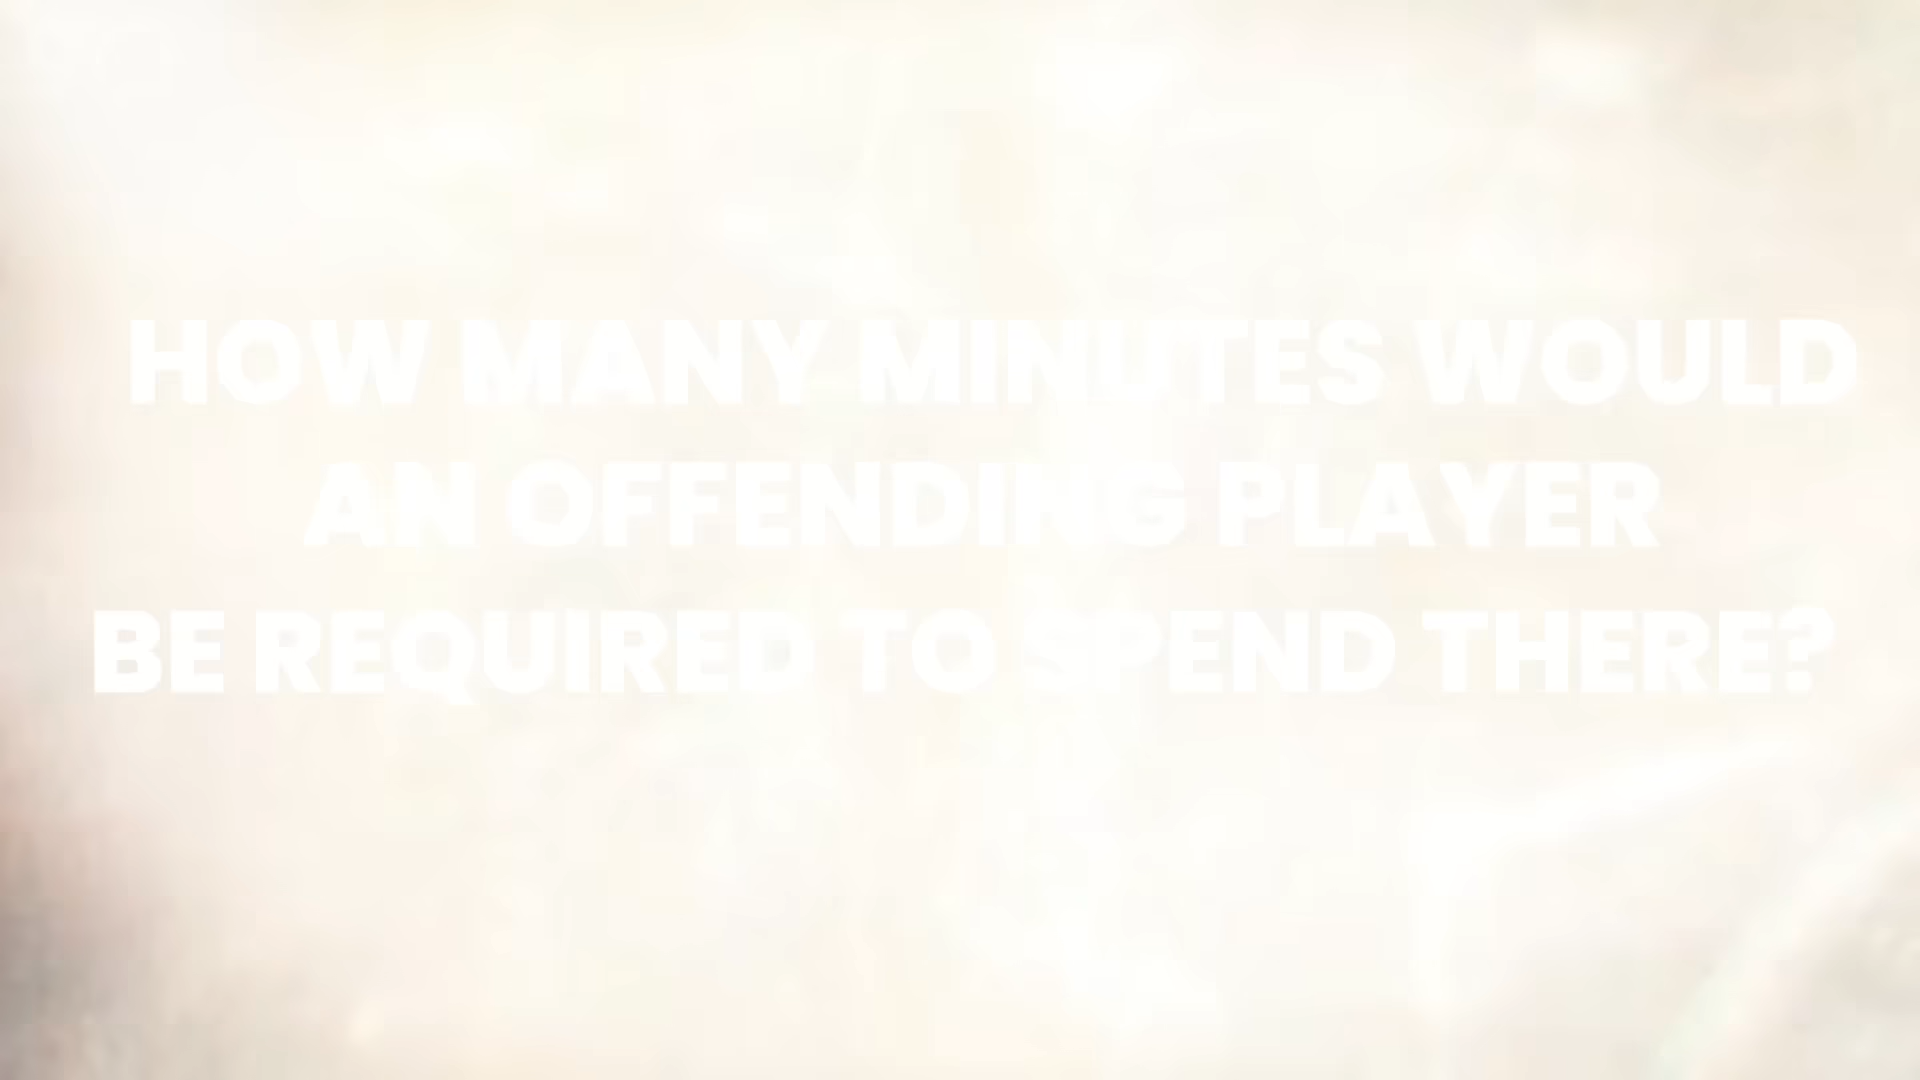 HOW MANY MINUTES WOULD
AN OFFENDING PLAYER
BE REQUIRED TO SPEND THERE?